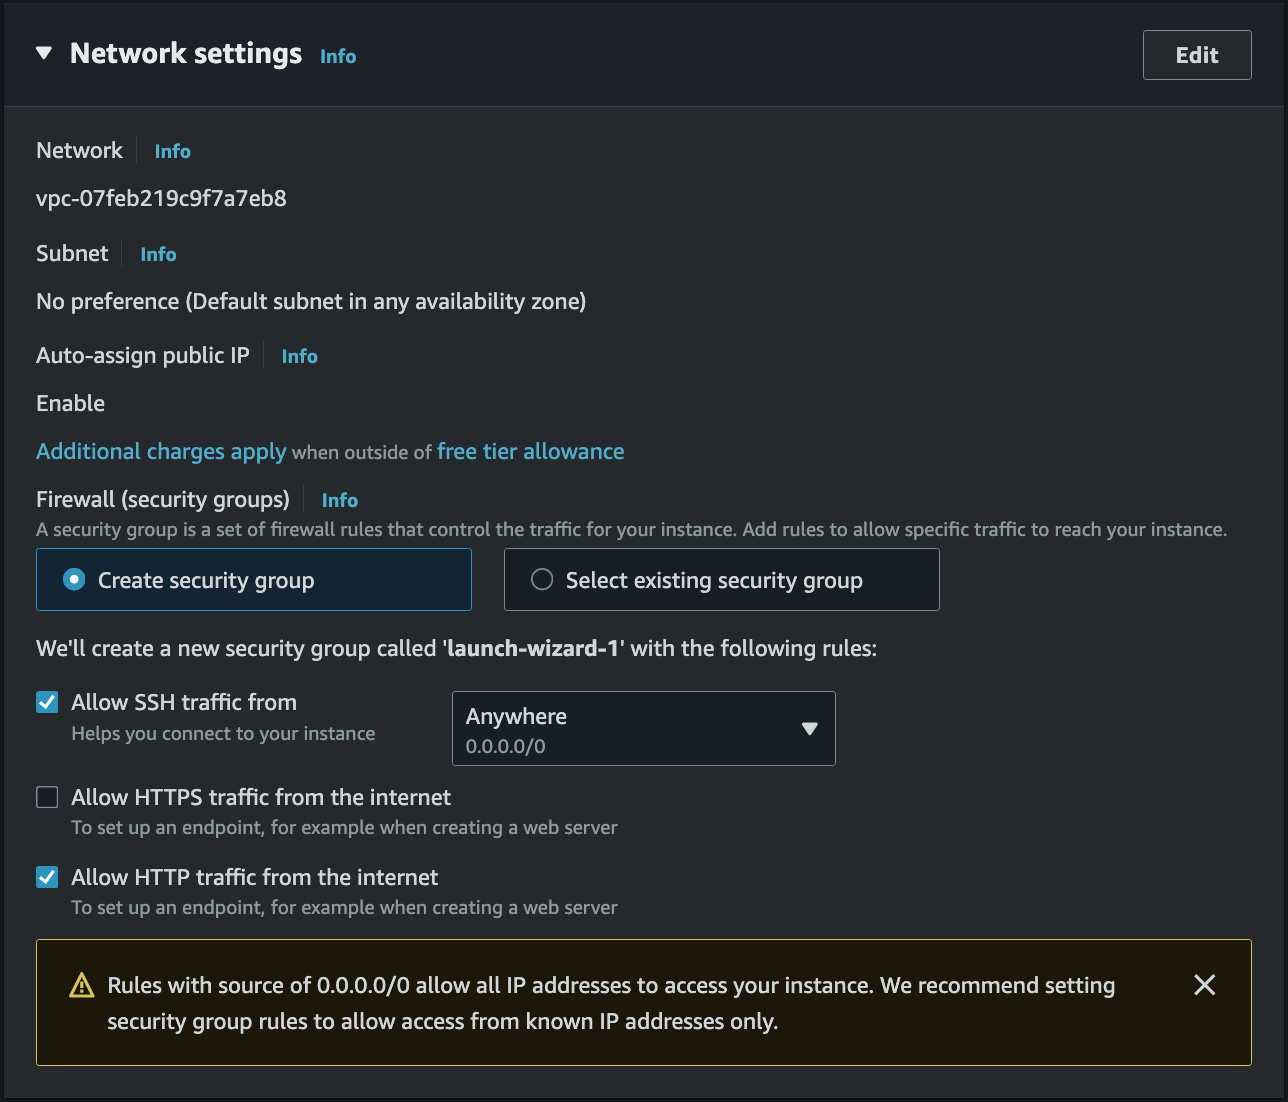 Network settings Info
Edit
Network Info
vpc-07feb219c9f7a7eb8
Subnet Info
No preference (Default subnet in any availability zone)
Auto-assign public IP Info
Enable
Additional charges apply when outside of free tier allowance
Firewall (security groups) Info
A security group is a set of firewall rules that control the traffic for your instance. Add rules to allow specific traffic to reach your instance.
Create security group
Select existing security group
We'll create a new security group called 'launch-wizard-1' with the following rules:
Allow SSH traffic from
Helps you connect to your instance
Anywhere
0.0.0.0/0
Allow HTTPS traffic from the internet
To set up an endpoint, for example when creating a web server
Allow HTTP traffic from the internet
To set up an endpoint, for example when creating a web server
Rules with source of 0.0.0.0/0 allow all IP addresses to access your instance. We recommend setting
security group rules to allow access from known IP addresses only.